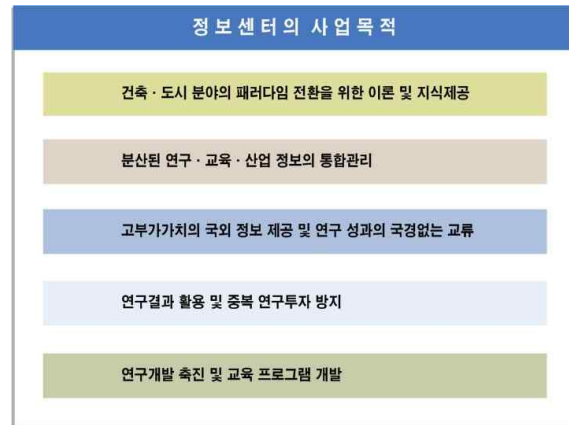 정보센터의 사업목적
건축 · 도시 분야의 패러다임 전환을 위한 이론 및 지식제공
분산된 연구 · 교육 · 산업 정보의 통합관리
고부가가치의 국외 정보 제공 및 연구 성과의 국경없는 교류
연구결과 활용 및 중복 연구투자 방지
연구개발 촉진 및 교육 프로그램 개발